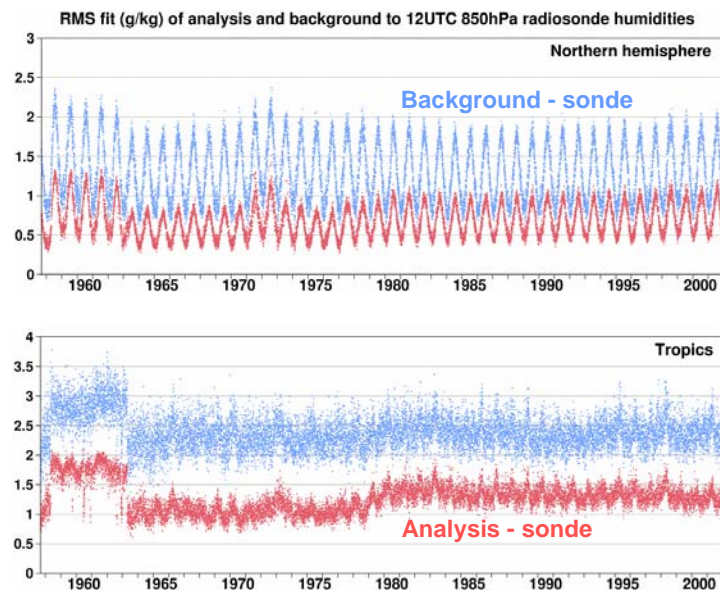 RMS fit (g/kg) of analysis and background to 12UTC 850hPa radiosonde humidities
3
Northern hemisphere
2.5
Background - sonde
2
1.5
1
0.5
0
1960 1965 1970 1975 1980 1985 1990 1995 2000
4
Tropics
3.5
3
2.5
2
1.5
1
Analysis - sonde
0.5
0
1960 1965 1970 1975 1980 1985 1990 1995 2000